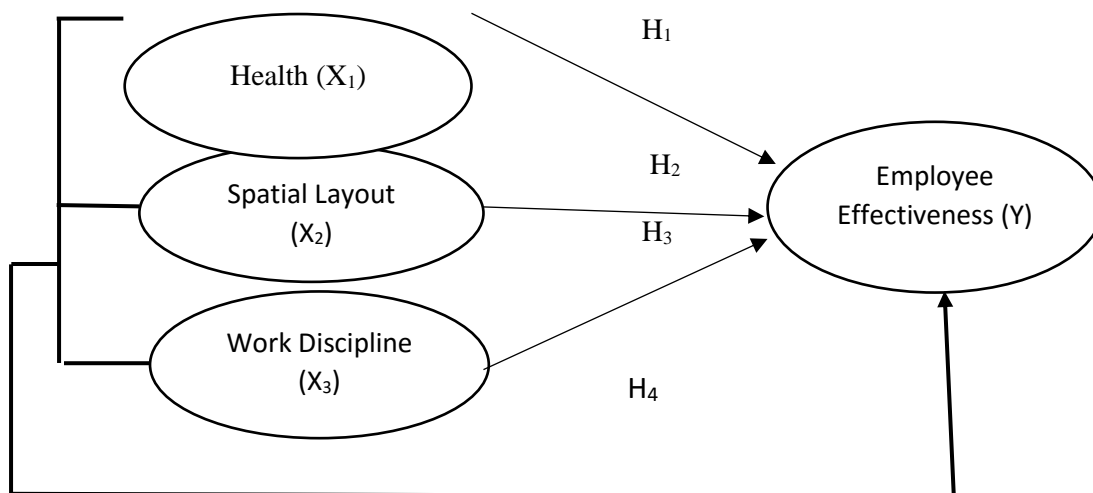 H₁
Health (X₁)
H₂
Spatial Layout
(X₂)
Employee
Effectiveness (Y)
H₃
Work Discipline
(X₃)
H₄